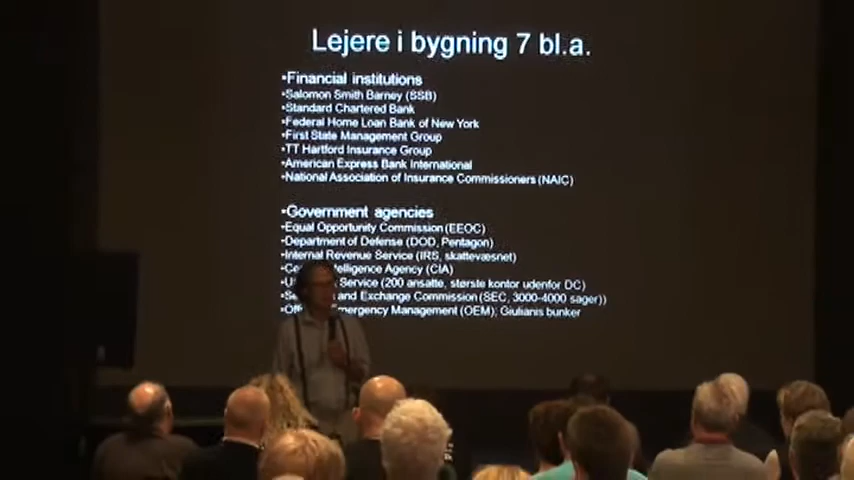 Lejere i bygning 7 bl.a.
•Financial institutions
•Salomon Smith Barney (SSB)
•Standard Chartered Bank
•Federal Home Loan Bank of New York
•First State Management Group
•TT Hartford Insurance Group
•American Express Bank International
•National Association of Insurance Commissioners (NAIC)
•Government agencies
•Equal Opportunity Commission (EEOC)
•Department of Defense (DOD, Pentagon)
•Internal Revenue Service (IRS, skattevæsnet)
Intelligence Agency (CIA)
Service (200 ansatte, største kontor udenfor DC)
and Exchange Commission (SEC, 3000-4000 sager))
Emergency Management (OEM); Giulianis bunker